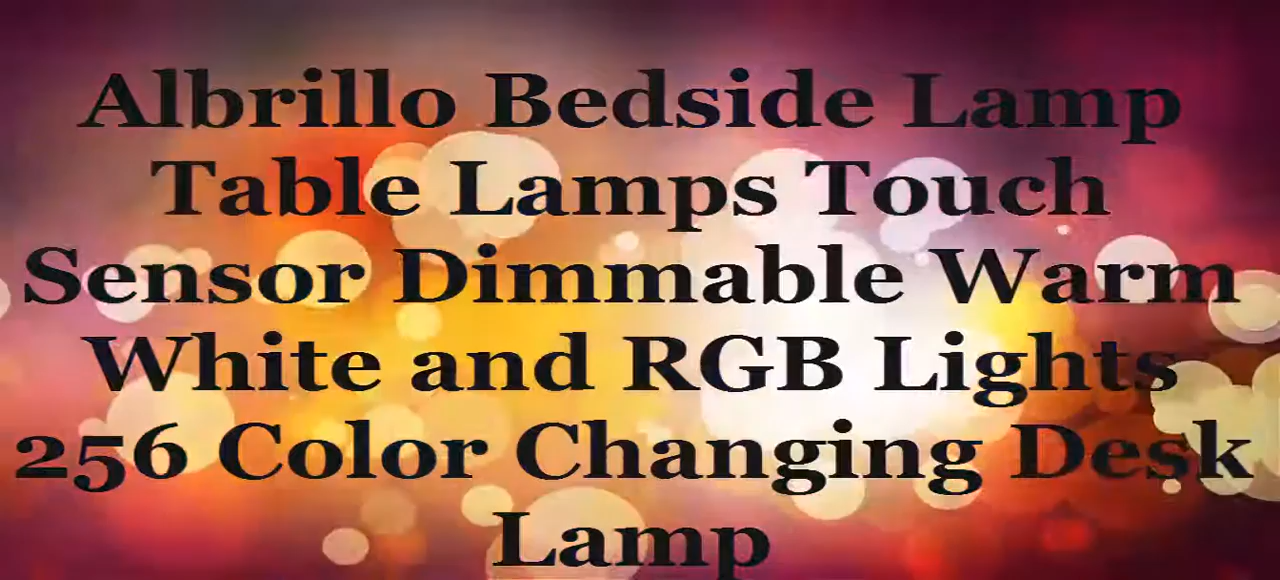 Albrillo Bedside Lamp
Table Lamps Touch
Sensor Dimmable Warm
White and RGB Lights
256 Color Changing Desk
Lamp